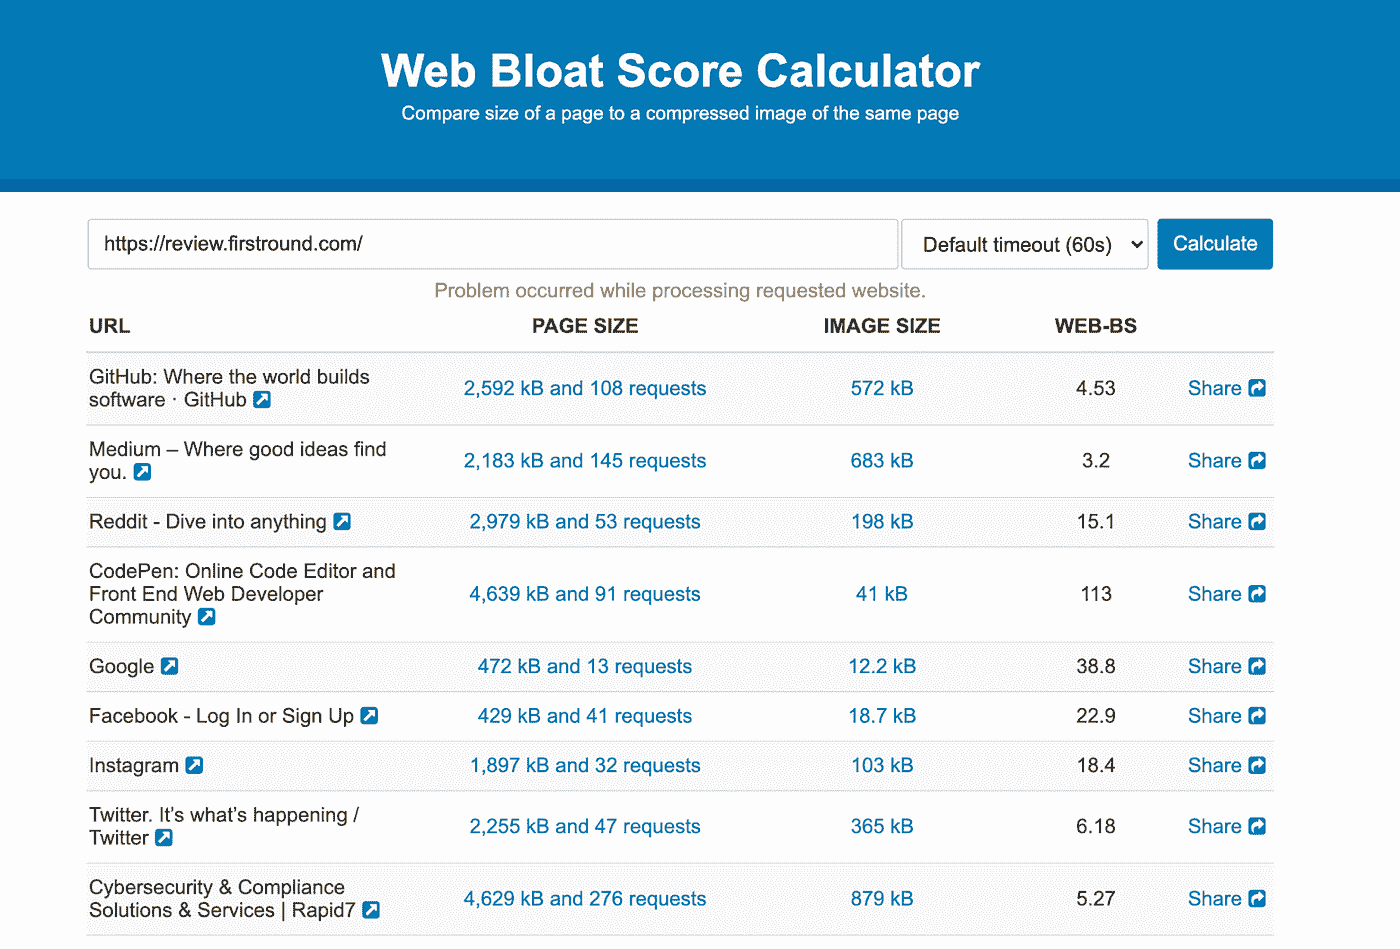 Web Bloat Score Calculator
Compare size of a page to a compressed image of the same page
https://review.firstround.com/ Default timeout (60s) Calculate
Problem occurred while processing requested website.
URL PAGE SIZE IMAGE SIZE WEB-BS
GitHub: Where the world builds
software · GitHub 2,592 kB and 108 requests 572 kB 4.53 Share
Medium – Where good ideas find
you. 2,183 kB and 145 requests 683 kB 3.2 Share
Reddit - Dive into anything 2,979 kB and 53 requests 198 kB 15.1 Share
CodePen: Online Code Editor and
Front End Web Developer 4,639 kB and 91 requests 41 kB 113 Share
Community
Google 472 kB and 13 requests 12.2 kB 38.8 Share
Facebook - Log In or Sign Up 429 kB and 41 requests 18.7 kB 22.9 Share
Instagram 1,897 kB and 32 requests 103 kB 18.4 Share
Twitter. It’s what’s happening /
Twitter 2,255 kB and 47 requests 365 kB 6.18 Share
Cybersecurity & Compliance
Solutions & Services | Rapid7 4,629 kB and 276 requests 879 kB 5.27 Share